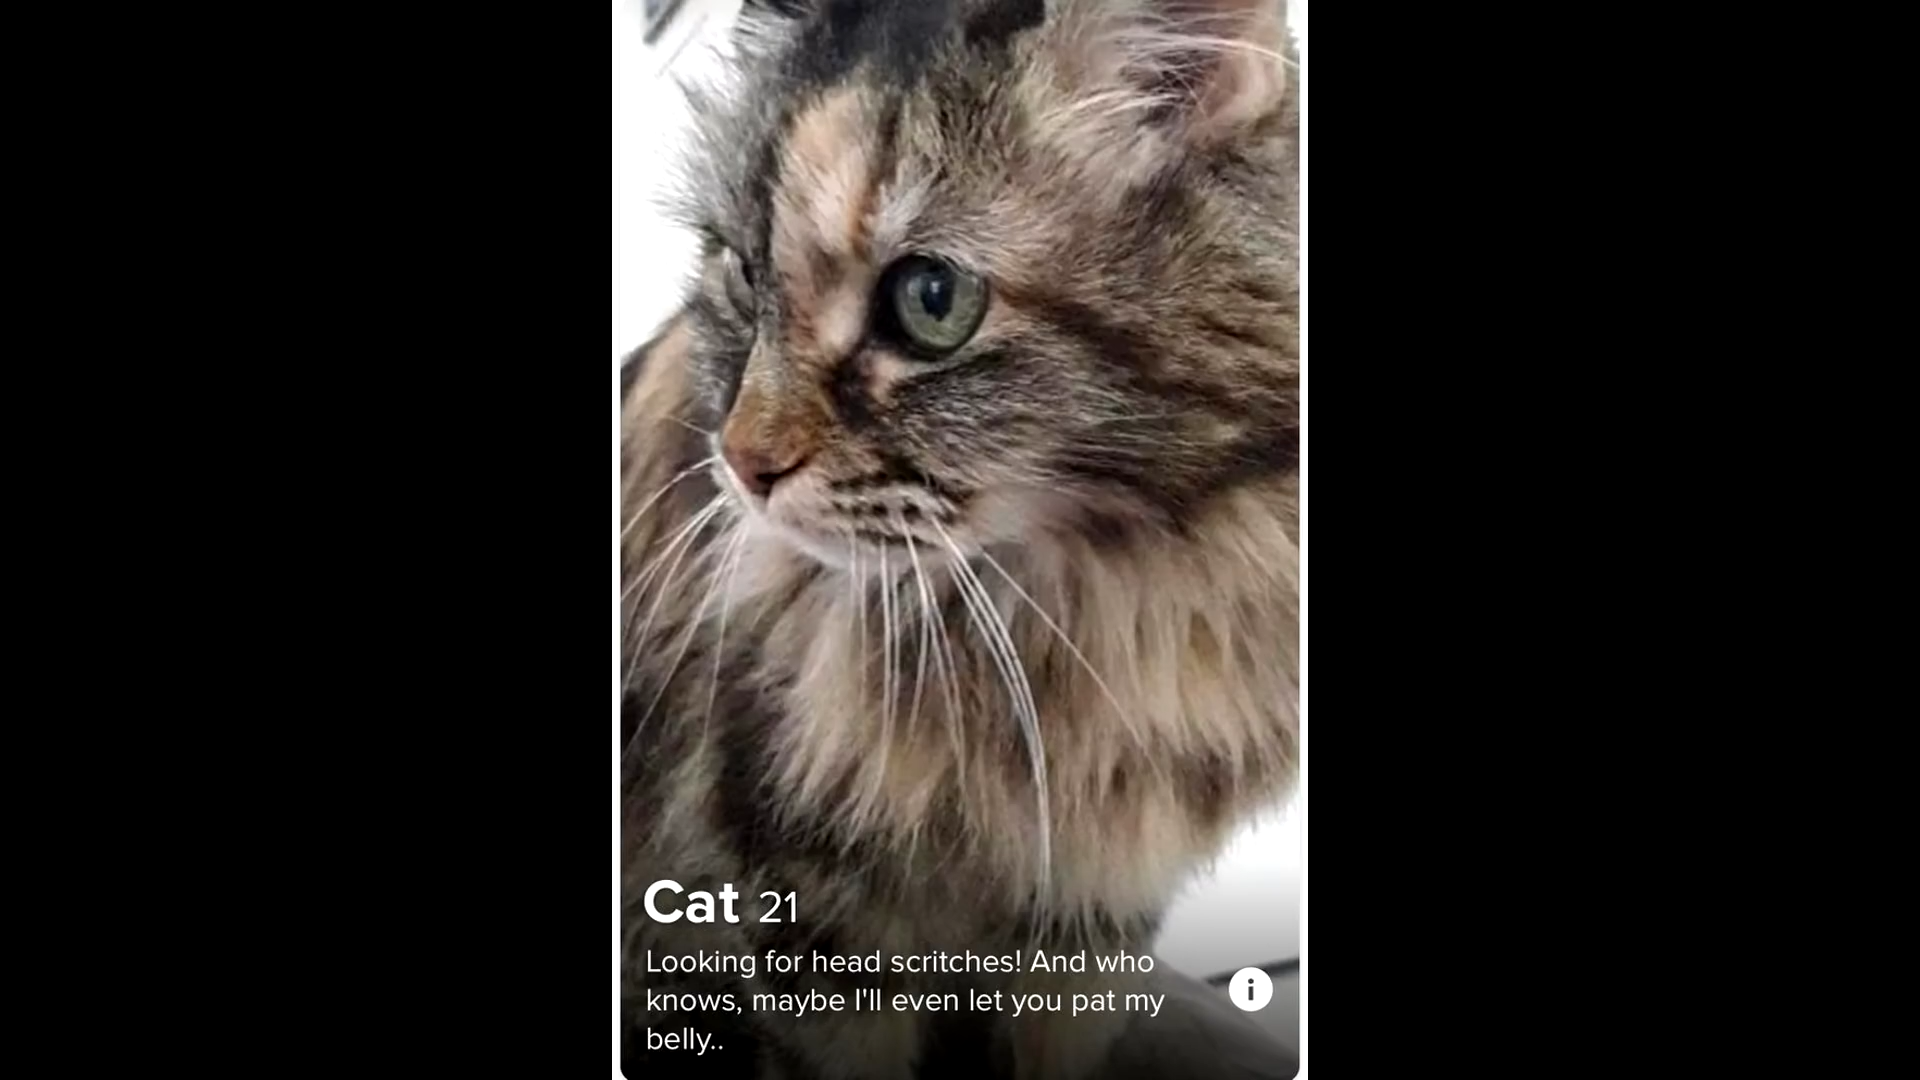 Cat 21
Looking for head scritches! And who
knows, maybe I'll even let you pat my
belly..
i